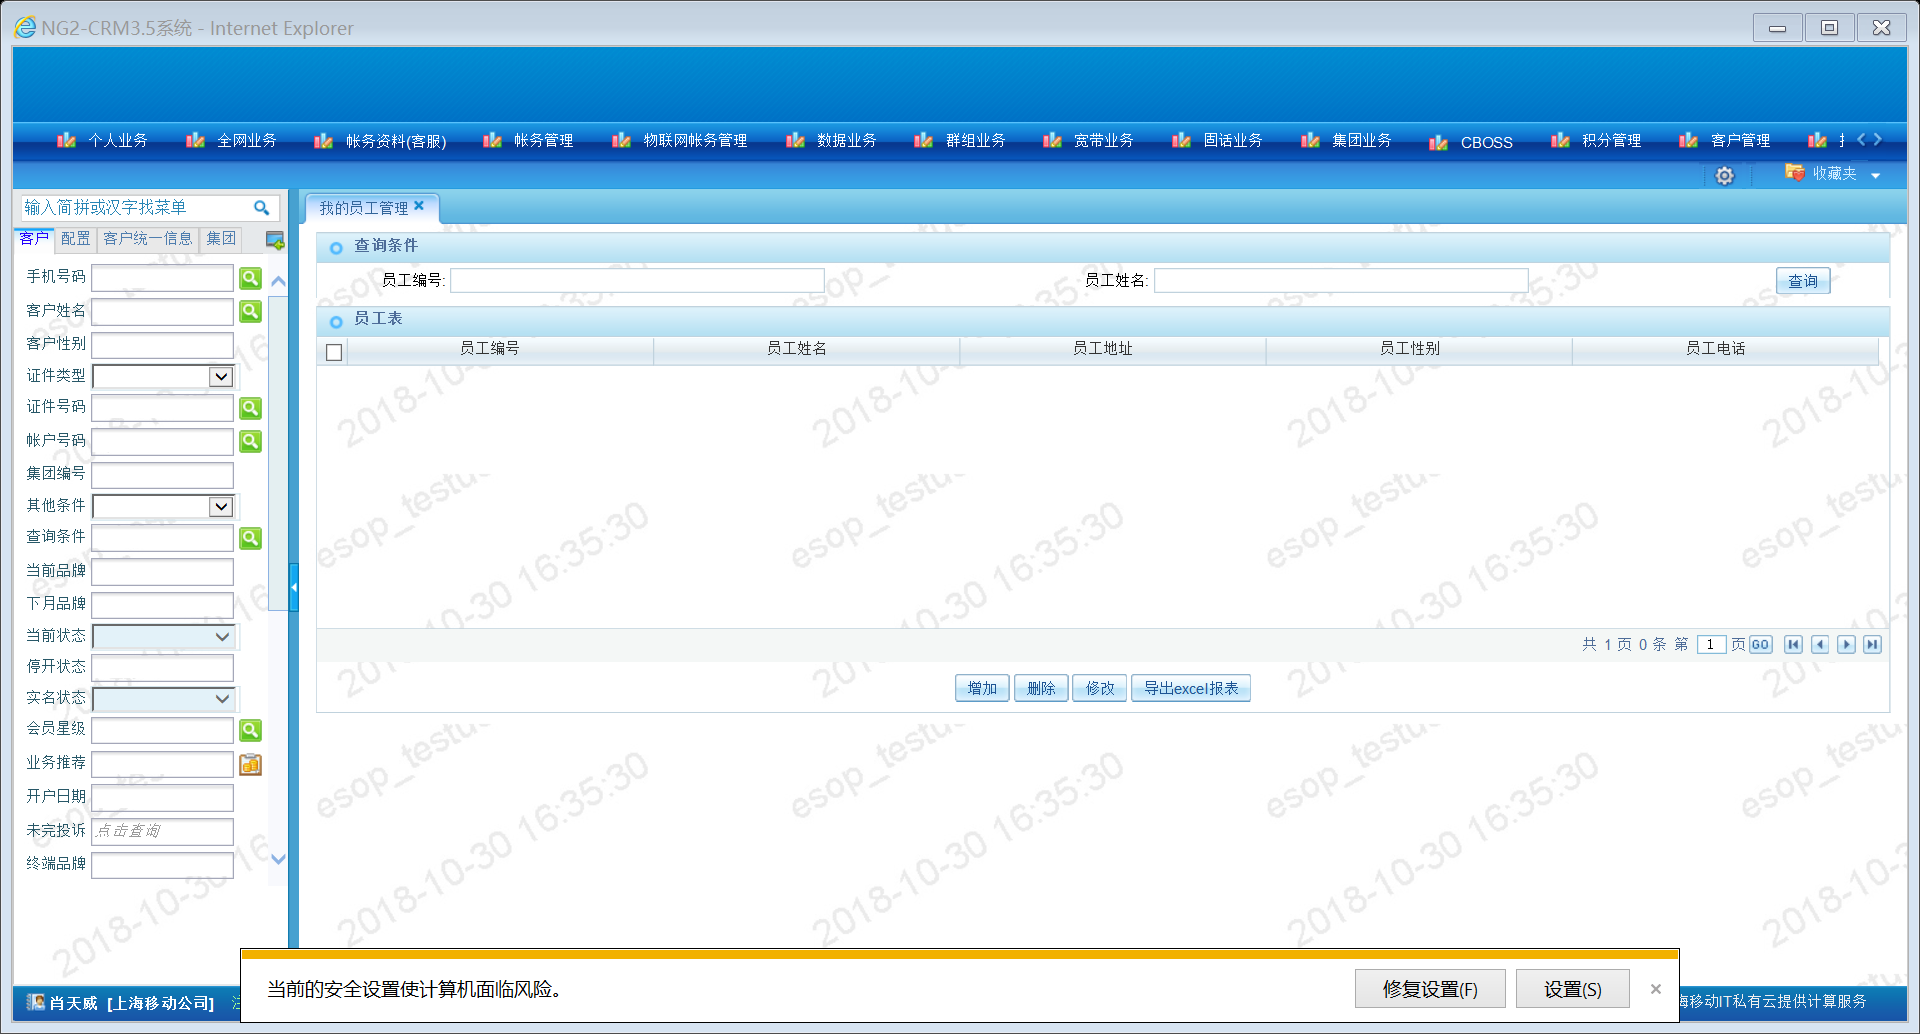 NG2-CRM3.5系统 - Internet Explorer
个人业务 全网业务 帐务资料(客服) 帐务管理 物联网帐务管理 数据业务 群组业务 宽带业务 固话业务 集团业务 CBOSS 积分管理 客户管理
收藏夹
输入简拼或汉字找菜单
我的员工管理
客户 配置 客户统一信息 集团
查询条件
员工编号: 员工姓名: 查询
员工表
员工编号 员工姓名 员工地址 员工性别 员工电话
手机号码
客户姓名
客户性别
证件类型
证件号码
帐户号码
集团编号
其他条件
查询条件
当前品牌
下月品牌
当前状态
停开状态
实名状态
会员星级
业务推荐
开户日期
未完投诉 点击查询
终端品牌
共 1 页 0 条 第 1 页 GO
增加 删除 修改 导出excel报表
esop_testu
2018-10-30 16:35:30
当前的安全设置使计算机面临风险。
修复设置(F) 设置(S)
肖天威 [上海移动公司]
海移动IT私有云提供计算服务